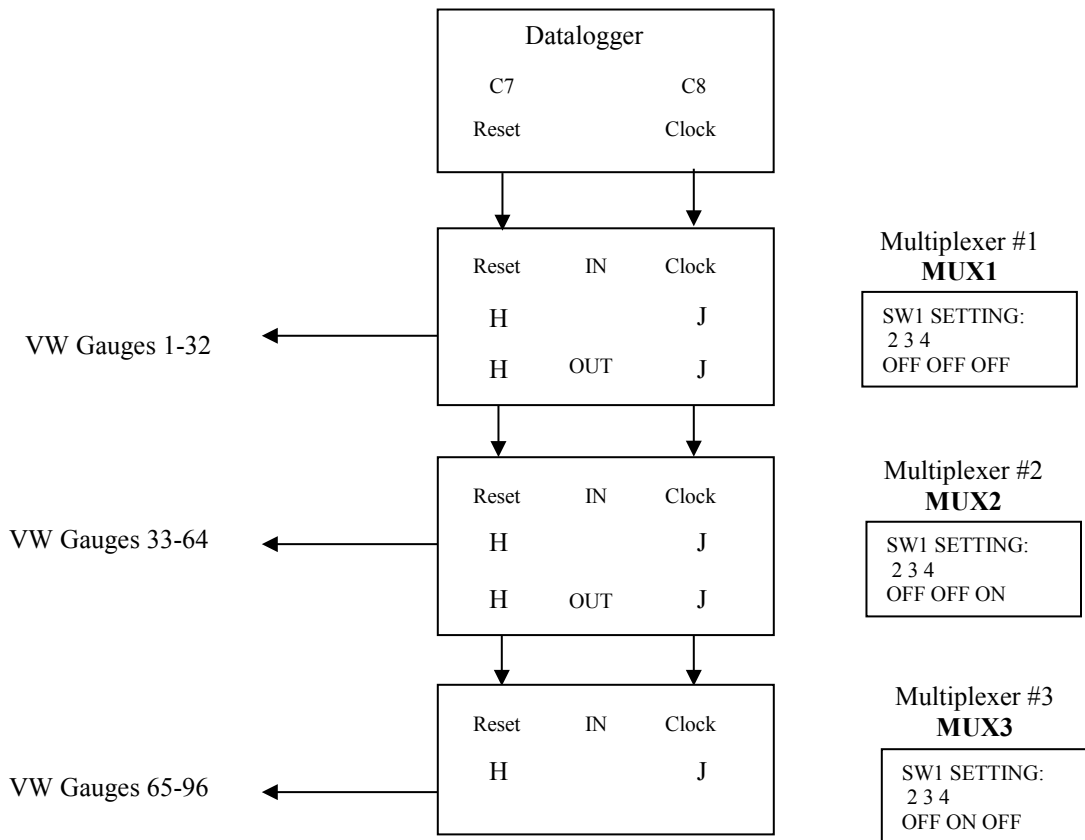 Datalogger
C7 C8
Reset Clock
Multiplexer #1
MUX1
Reset IN Clock
SW1 SETTING:
2 3 4
OFF OFF OFF
H J
VW Gauges 1-32
H OUT J
Multiplexer #2
MUX2
Reset IN Clock
SW1 SETTING:
2 3 4
OFF OFF ON
VW Gauges 33-64
H J
H OUT J
Multiplexer #3
MUX3
Reset IN Clock
SW1 SETTING:
2 3 4
OFF ON OFF
H J
VW Gauges 65-96